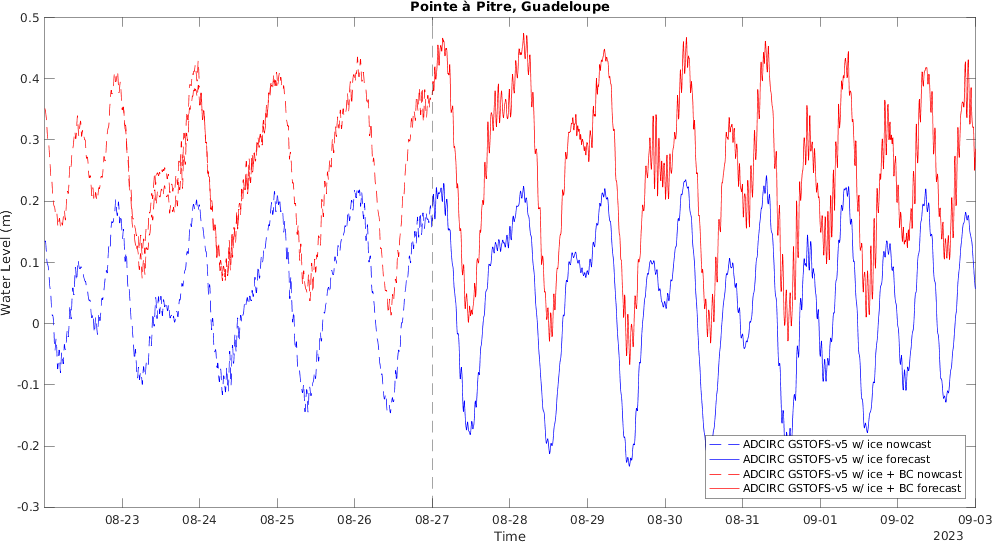 Pointe à Pitre, Guadeloupe
0.5
0.4
0.3
0.2
0.1
0
-0.1
-0.2
-0.3
Water Level (m)
ADCIRC GSTOFS-v5 w/ ice nowcast
ADCIRC GSTOFS-v5 w/ ice forecast
ADCIRC GSTOFS-v5 w/ ice + BC nowcast
ADCIRC GSTOFS-v5 w/ ice + BC forecast
08-23 08-24 08-25 08-26 08-27 08-28 08-29 08-30 08-31 09-01 09-02 09-03
Time
2023